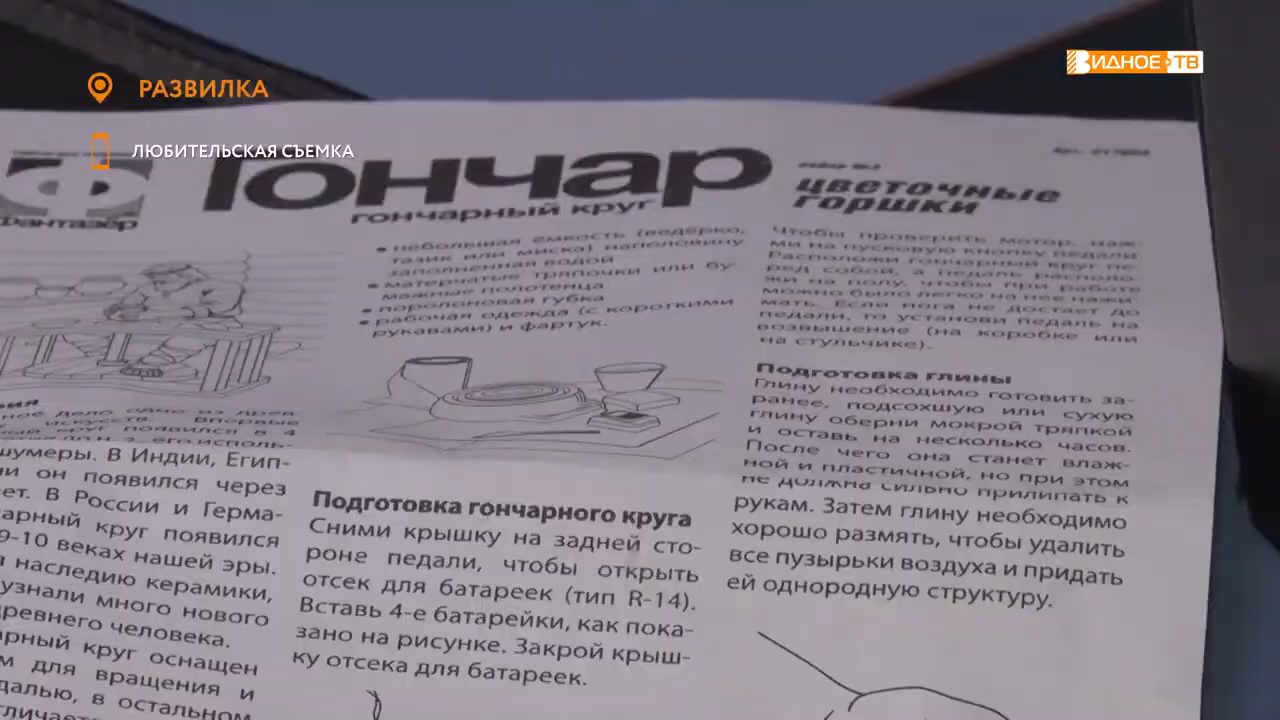 РАЗВИЛКА
ЛЮБИТЕЛЬСКАЯ СЪЕМКА
ВИДНОЕ ТВ
Фантазёр
Гончар
гончарный круг
набор №2
цветочные
горшки
шумеры. В Индии, Егип-
он появился через
ет. В России и Герма-
арный круг появился
9-10 веках нашей эры.
наследию керамики,
узнали много нового
древнего человека.
арный круг оснащен
для вращения и
далью, в остальном
• небольшая ёмкость (ведёрко,
тазик или миска) наполовину
заполненная водой
• матерчатые тряпочки или бу-
мажные полотенца
• поролоновая губка
• рабочая одежда (с короткими
рукавами) и фартук.
Подготовка гончарного круга
Сними крышку на задней сто-
роне педали, чтобы открыть
отсек для батареек (тип R-14).
Вставь 4-е батарейки, как пока-
зано на рисунке. Закрой крыш-
ку отсека для батареек.
Чтобы проверить мотор, наж-
ми на пусковую кнопку педали
Расположи гончарный круг пе-
ред собой, а педаль располо-
жи на полу, чтобы при работе
можно было легко на нее нажи
мать. Если нога не достает до
педали, то установи педаль на
возвышение (на коробке или
на стульчике).
Подготовка глины
Глину необходимо готовить за-
ранее, подсохшую или сухую
глину оберни мокрой тряпкой
и оставь на несколько часов.
После чего она станет влаж-
ной и пластичной, но при этом
не должна сильно прилипать к
рукам. Затем глину необходимо
хорошо размять, чтобы удалить
все пузырьки воздуха и придать
ей однородную структуру.